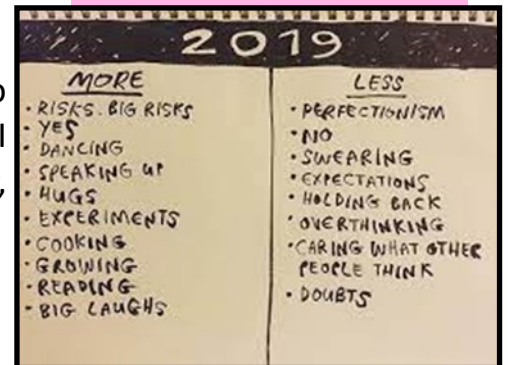 2019
MORE
• RISKS. BIG RISKS
• YES
• DANCING
• SPEAKING UP
• HUGS
• EXPERIMENTS
• COOKING
• GROWING
• READING
• BIG LAUGHS
LESS
• PERFECTIONISM
• NO
• SWEARING
• EXPECTATIONS
• HOLDING BACK
• OVERTHINKING
• CARING WHAT OTHER
PEOPLE THINK
• DOUBTS